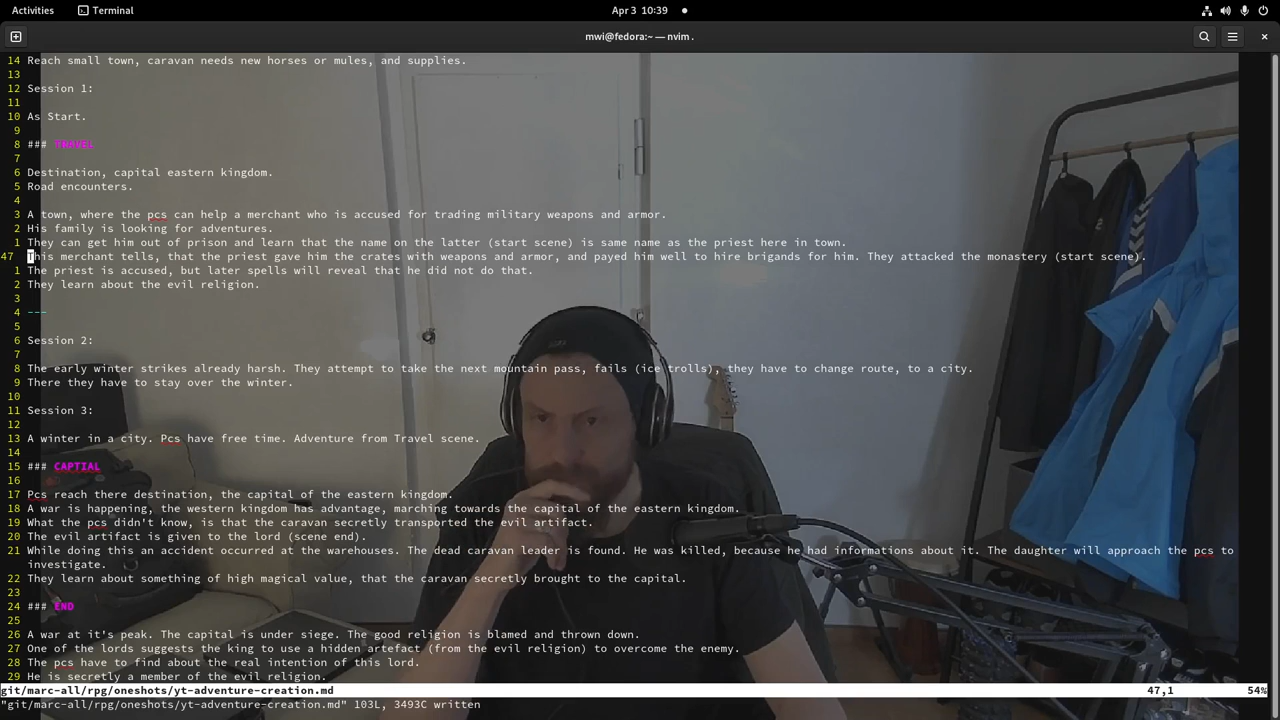 Activities Terminal Apr 3 10:39
mwi@fedora:~ — nvim .
14 Reach small town, caravan needs new horses or mules, and supplies.
13
12 Session 1:
11
10 As Start.
9
8 ### TRAVEL
7
6 Destination, capital eastern kingdom.
5 Road encounters.
4
3 A town, where the pcs can help a merchant who is accused for trading military weapons and armor.
2 His family is looking for adventures.
1 They can get him out of prison and learn that the name on the latter (start scene) is same name as the priest here in town.
47 This merchant tells, that the priest gave him the crates with weapons and armor, and payed him well to hire brigands for him. They attacked the monastery (start scene).
1 The priest is accused, but later spells will reveal that he did not do that.
2 They learn about the evil religion.
3
4 ---
5
6 Session 2:
7
8 The early winter strikes already harsh. They attempt to take the next mountain pass, fails (ice trolls), they have to change route, to a city.
9 There they have to stay over the winter.
10
11 Session 3:
12
13 A winter in a city. Pcs have free time. Adventure from Travel scene.
14
15 ### CAPTIAL
16
17 Pcs reach there destination, the capital of the eastern kingdom.
18 A war is happening, the western kingdom has advantage, marching towards the capital of the eastern kingdom.
19 What the pcs didn't know, is that the caravan secretly transported the evil artifact.
20 The evil artifact is given to the lord (scene end).
21 While doing this an accident occurred at the warehouses. The dead caravan leader is found. He was killed, because he had informations about it. The daughter will approach the pcs to
investigate.
22 They learn about something of high magical value, that the caravan secretly brought to the capital.
23
24 ### END
25
26 A war at it's peak. The capital is under siege. The good religion is blamed and thrown down.
27 One of the lords suggests the king to use a hidden artefact (from the evil religion) to overcome the enemy.
28 The pcs have to find about the real intention of this lord.
29 He is secretly a member of the evil religion.
git/marc-all/rpg/oneshots/yt-adventure-creation.md 47,1 54%
"git/marc-all/rpg/oneshots/yt-adventure-creation.md" 103L, 3493C written